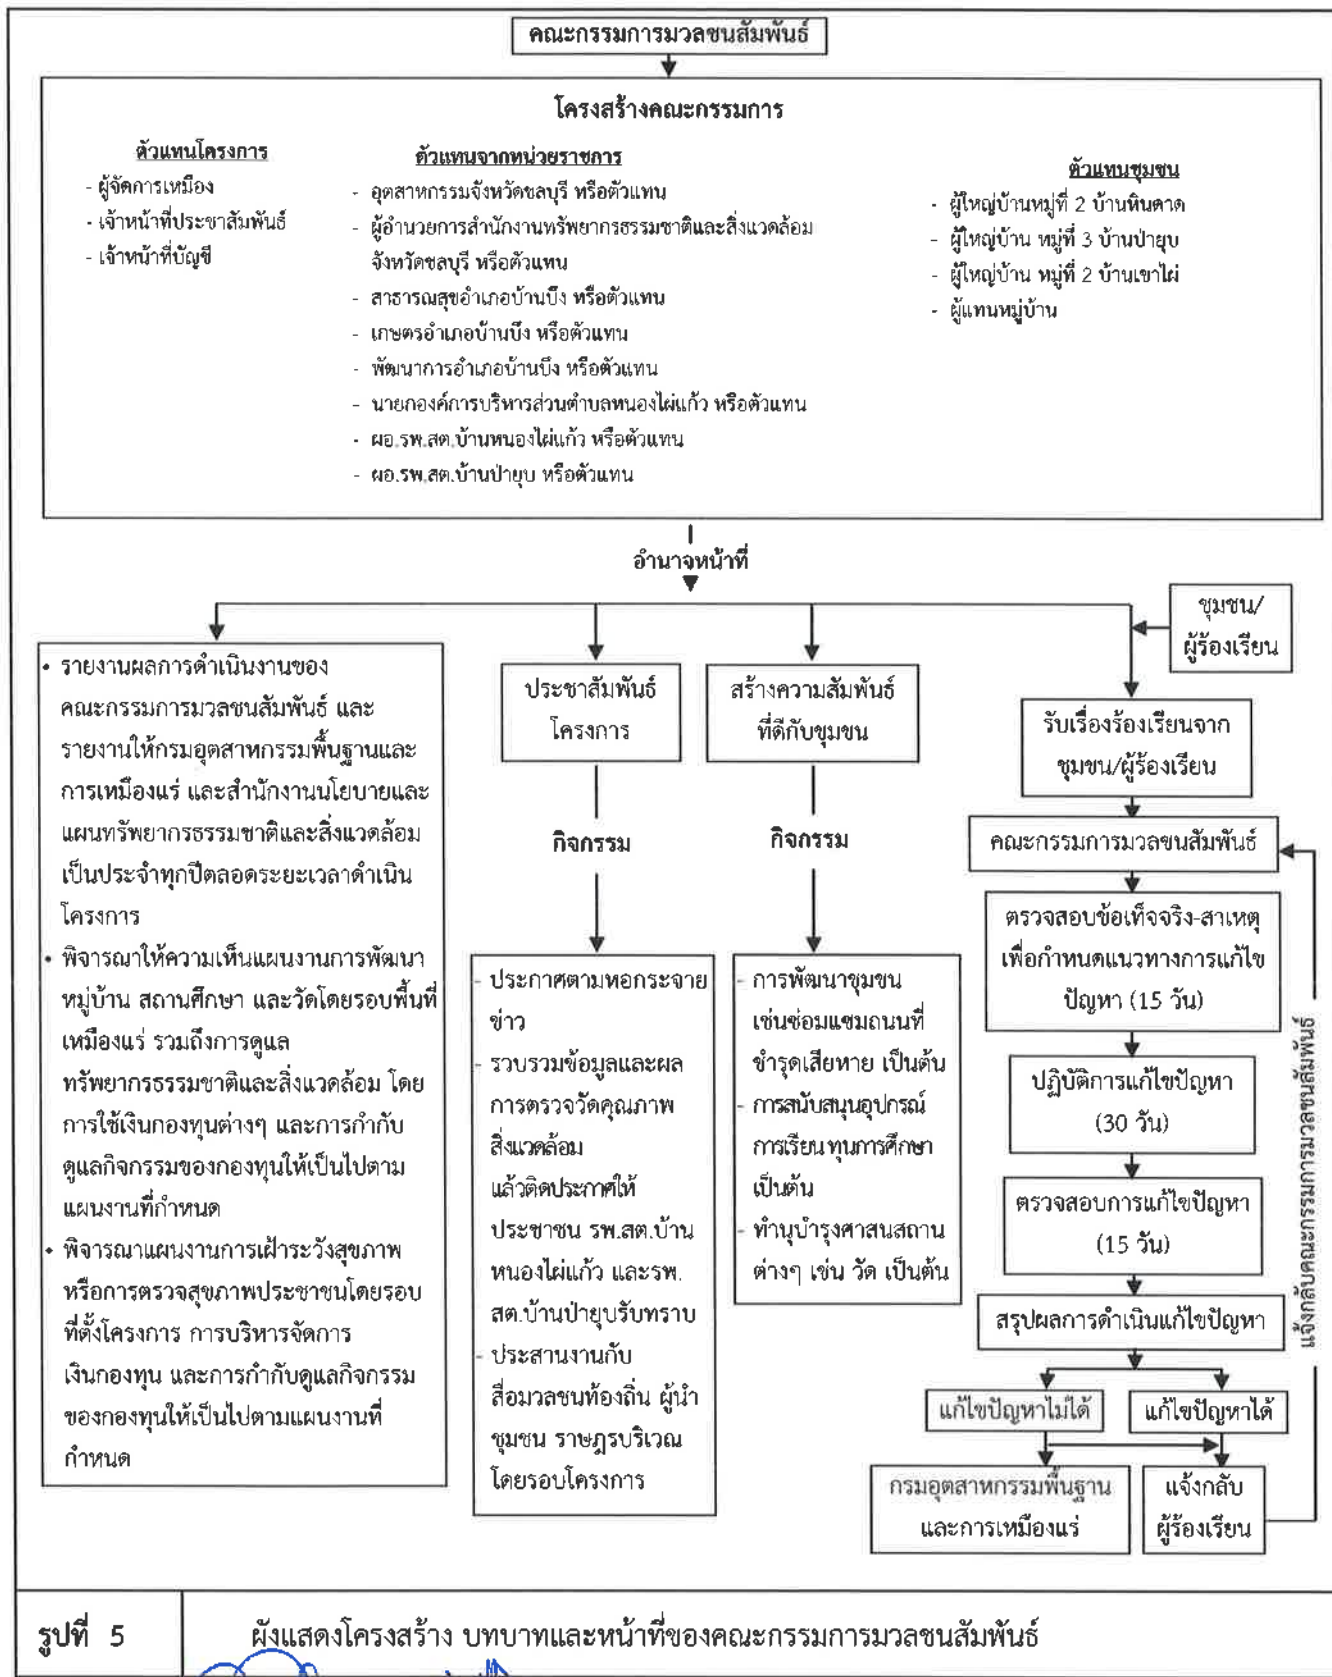 คณะกรรมการมวลชนสัมพันธ์
โครงสร้างคณะกรรมการ
ตัวแทนโครงการ
- ผู้จัดการเหมือง
- เจ้าหน้าที่ประชาสัมพันธ์
- เจ้าหน้าที่บัญชี
ตัวแทนจากหน่วยราชการ
- อุตสาหกรรมจังหวัดชลบุรี หรือตัวแทน
- ผู้อำนวยการสำนักงานทรัพยากรธรรมชาติและสิ่งแวดล้อม
จังหวัดชลบุรี หรือตัวแทน
- สาธารณสุขอำเภอบ้านบึง หรือตัวแทน
- เกษตรอำเภอบ้านบึง หรือตัวแทน
- พัฒนาการอำเภอบ้านบึง หรือตัวแทน
- นายกองค์การบริหารส่วนตำบลหนองไผ่แก้ว หรือตัวแทน
- ผอ.รพ.สต.บ้านหนองไผ่แก้ว หรือตัวแทน
- ผอ.รพ.สต.บ้านป่ายุบ หรือตัวแทน
ตัวแทนชุมชน
- ผู้ใหญ่บ้านหมู่ที่ 2 บ้านหินดาด
- ผู้ใหญ่บ้าน หมู่ที่ 3 บ้านป่ายุบ
- ผู้ใหญ่บ้าน หมู่ที่ 2 บ้านเขาไผ่
- ผู้แทนหมู่บ้าน
อำนาจหน้าที่
• รายงานผลการดำเนินงานของ
คณะกรรมการมวลชนสัมพันธ์ และ
รายงานให้กรมอุตสาหกรรมพื้นฐานและ
การเหมืองแร่ และสำนักงานนโยบายและ
แผนทรัพยากรธรรมชาติและสิ่งแวดล้อม
เป็นประจำทุกปีตลอดระยะเวลาดำเนิน
โครงการ
• พิจารณาให้ความเห็นแผนงานการพัฒนา
หมู่บ้าน สถานศึกษา และวัดโดยรอบพื้นที่
เหมืองแร่ รวมถึงการดูแล
ทรัพยากรธรรมชาติและสิ่งแวดล้อม โดย
การใช้เงินกองทุนต่างๆ และการกำกับ
ดูแลกิจกรรมของกองทุนให้เป็นไปตาม
แผนงานที่กำหนด
• พิจารณาแผนงานการเฝ้าระวังสุขภาพ
หรือการตรวจสุขภาพประชาชนโดยรอบ
ที่ตั้งโครงการ การบริหารจัดการ
เงินกองทุน และการกำกับดูแลกิจกรรม
ของกองทุนให้เป็นไปตามแผนงานที่
กำหนด
ประชาสัมพันธ์
โครงการ
กิจกรรม
- ประกาศตามหอกระจาย
ข่าว
- รวบรวมข้อมูลและผล
การตรวจวัดคุณภาพ
สิ่งแวดล้อม
แล้วติดประกาศให้
ประชาชน รพ.สต.บ้าน
หนองไผ่แก้ว และรพ.
สต.บ้านป่ายุบรับทราบ
- ประสานงานกับ
สื่อมวลชนท้องถิ่น ผู้นำ
ชุมชน ราษฎรบริเวณ
โดยรอบโครงการ
สร้างความสัมพันธ์
ที่ดีกับชุมชน
กิจกรรม
- การพัฒนาชุมชน
เช่นซ่อมแซมถนนที่
ชำรุดเสียหาย เป็นต้น
- การสนับสนุนอุปกรณ์
การเรียน ทุนการศึกษา
เป็นต้น
- ทำนุบำรุงศาสนสถาน
ต่างๆ เช่น วัด เป็นต้น
ชุมชน/
ผู้ร้องเรียน
รับเรื่องร้องเรียนจาก
ชุมชน/ผู้ร้องเรียน
คณะกรรมการมวลชนสัมพันธ์
ตรวจสอบข้อเท็จจริง-สาเหตุ
เพื่อกำหนดแนวทางการแก้ไข
ปัญหา (15 วัน)
ปฏิบัติการแก้ไขปัญหา
(30 วัน)
ตรวจสอบการแก้ไขปัญหา
(15 วัน)
สรุปผลการดำเนินแก้ไขปัญหา
แก้ไขปัญหาไม่ได้
แก้ไขปัญหาได้
กรมอุตสาหกรรมพื้นฐาน
และการเหมืองแร่
แจ้งกลับ
ผู้ร้องเรียน
แจ้งกลับคณะกรรมการมวลชนสัมพันธ์
รูปที่ 5
ผังแสดงโครงสร้าง บทบาทและหน้าที่ของคณะกรรมการมวลชนสัมพันธ์